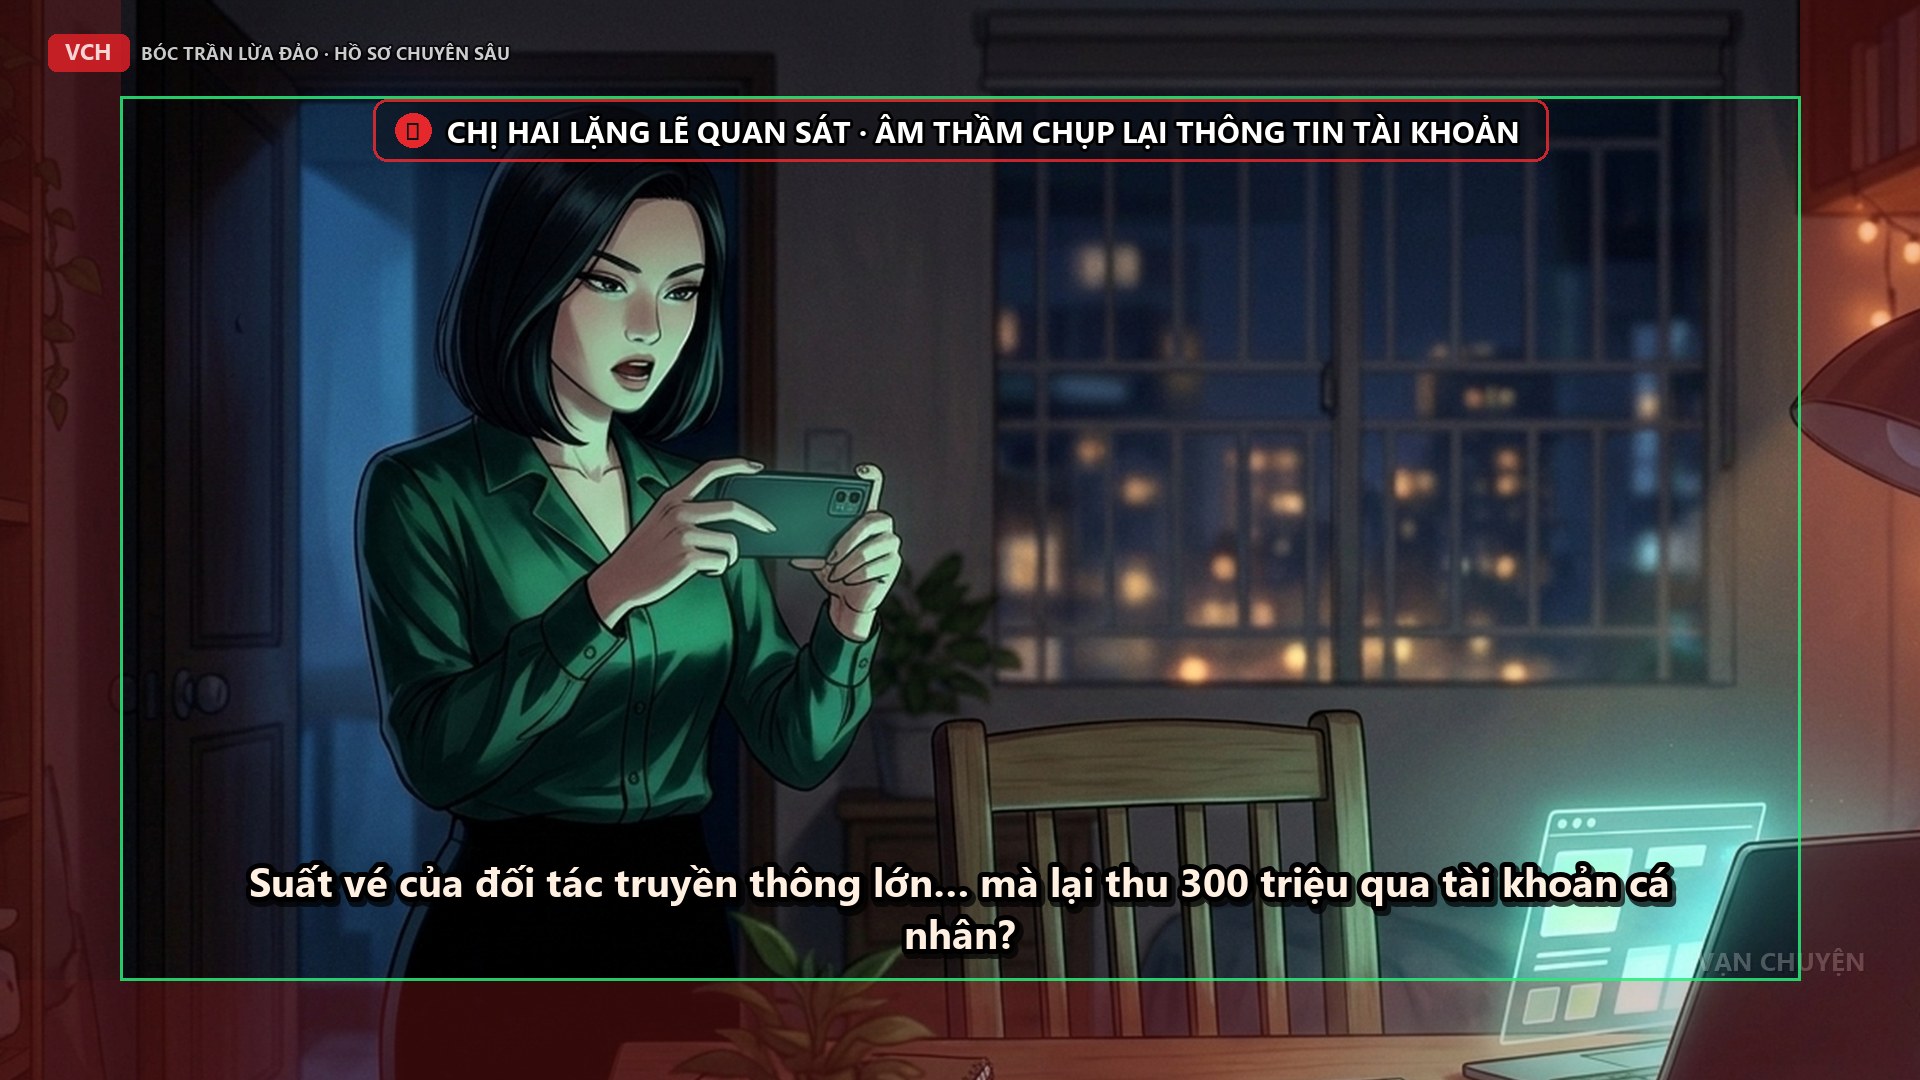 VCH BÓC TRẦN LỪA ĐẢO · HỒ SƠ CHUYÊN SÂU
CHỊ HAI LẶNG LẼ QUAN SÁT · ÂM THẦM CHỤP LẠI THÔNG TIN TÀI KHOẢN
Suất vé của đối tác truyền thông lớn... mà lại thu 300 triệu qua tài khoản cá
nhân?
VẠN CHUYỆN